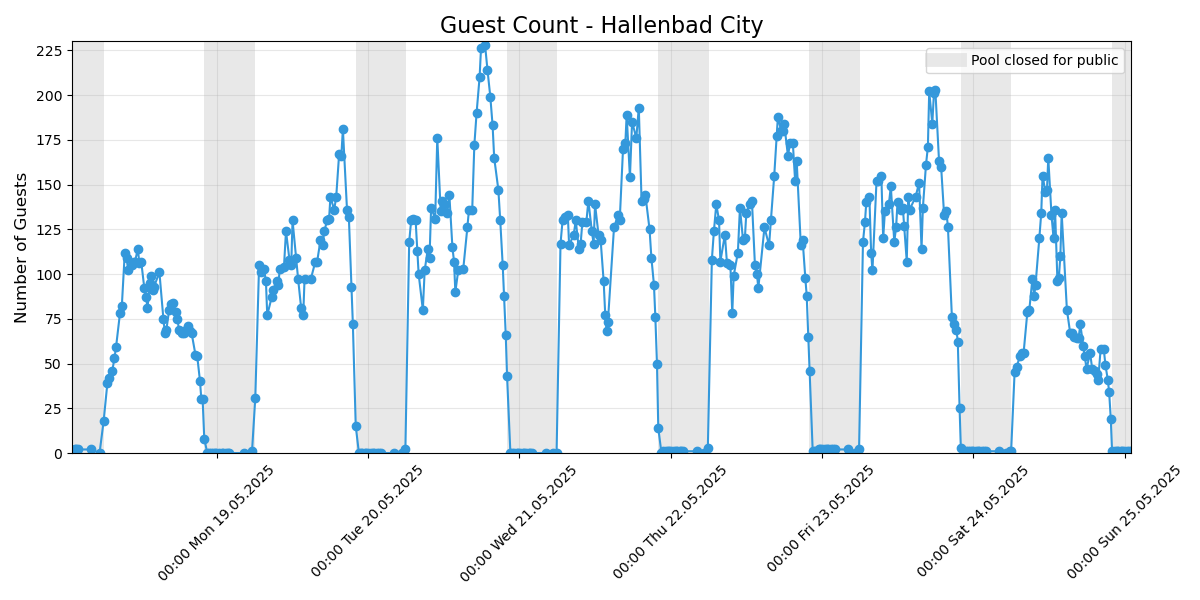 Guest Count - Hallenbad City
Pool closed for public
Number of Guests
225
200
175
150
125
100
75
50
25
0
00:00 Mon 19.05.2025
00:00 Tue 20.05.2025
00:00 Wed 21.05.2025
00:00 Thu 22.05.2025
00:00 Fri 23.05.2025
00:00 Sat 24.05.2025
00:00 Sun 25.05.2025